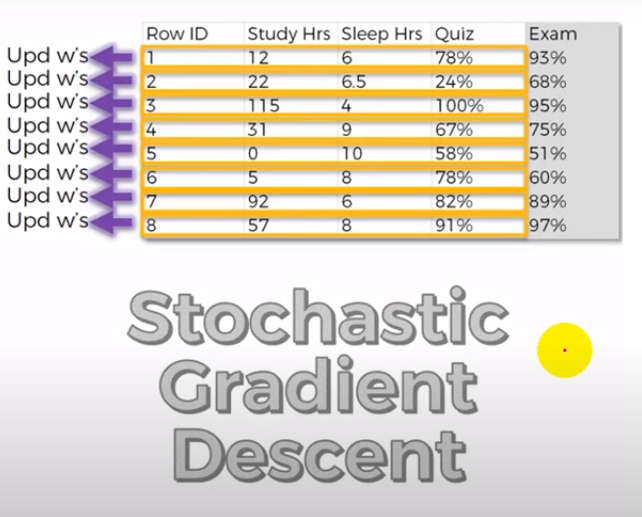 Row ID Study Hrs Sleep Hrs Quiz Exam
Upd w's 1 12 6 78% 93%
Upd w's 2 22 6.5 24% 68%
Upd w's 3 115 4 100% 95%
Upd w's 4 31 9 67% 75%
Upd w's 5 0 10 58% 51%
Upd w's 6 5 8 78% 60%
Upd w's 7 92 6 82% 89%
Upd w's 8 57 8 91% 97%
Stochastic
Gradient
Descent